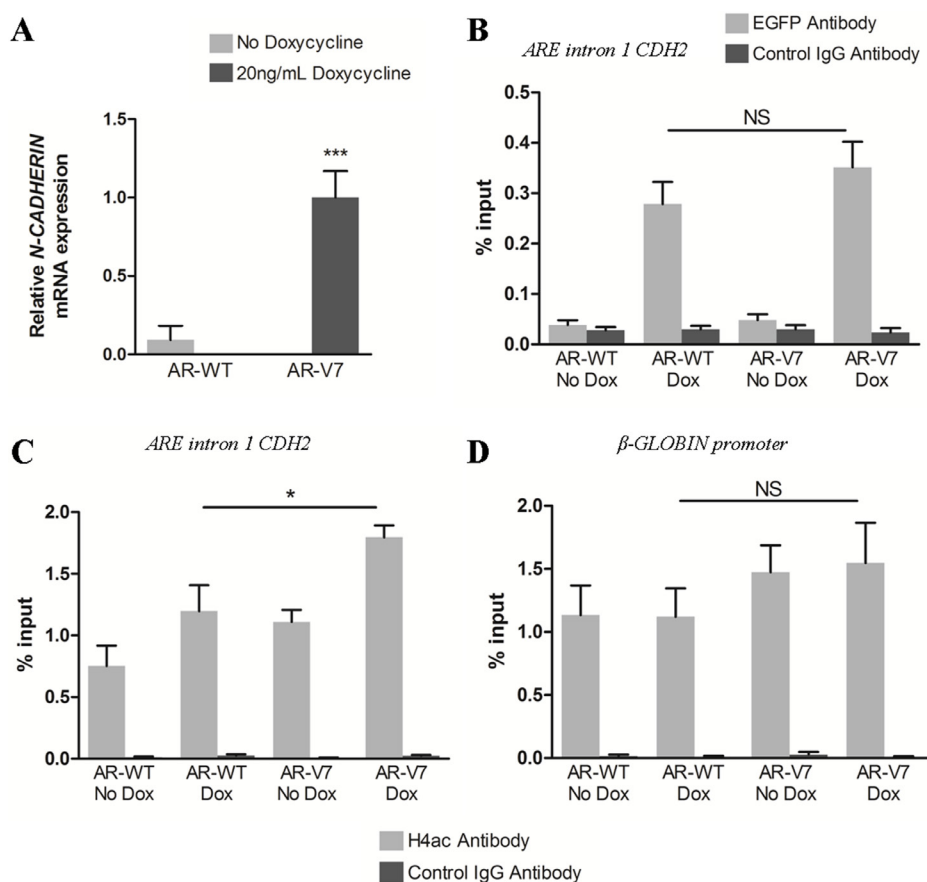 A
No Doxycycline
20ng/mL Doxycycline
Relative N-CADHERIN
mRNA expression
1.5
1.0
0.5
0.0
***
AR-WT
AR-V7
B
EGFP Antibody
Control IgG Antibody
ARE intron 1 CDH2
% input
0.5
0.4
0.3
0.2
0.1
0.0
NS
AR-WT No Dox
AR-WT Dox
AR-V7 No Dox
AR-V7 Dox
C
ARE intron 1 CDH2
% input
2.0
1.5
1.0
0.5
0.0
*
AR-WT No Dox
AR-WT Dox
AR-V7 No Dox
AR-V7 Dox
D
β-GLOBIN promoter
% input
2.0
1.5
1.0
0.5
0.0
NS
AR-WT No Dox
AR-WT Dox
AR-V7 No Dox
AR-V7 Dox
H4ac Antibody
Control IgG Antibody